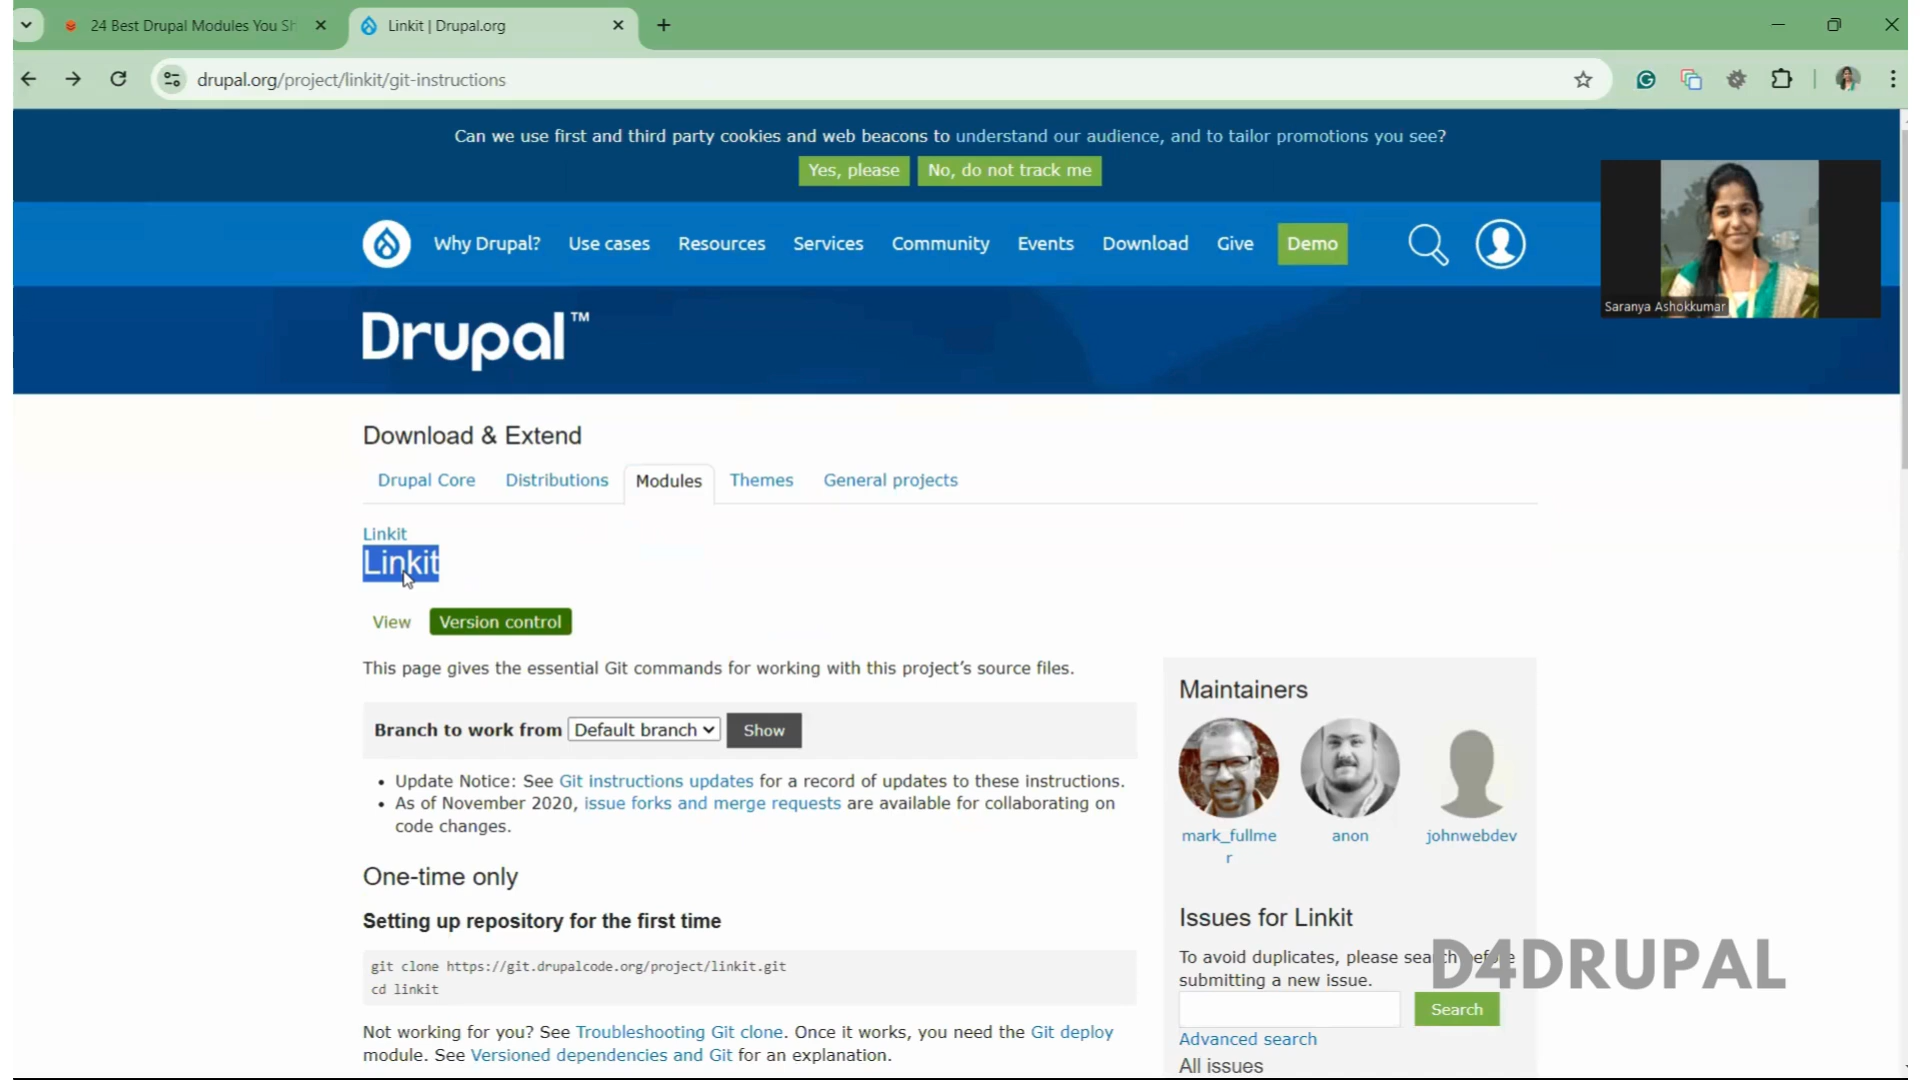 24 Best Drupal Modules You Sh
Linkit | Drupal.org
drupal.org/project/linkit/git-instructions
Can we use first and third party cookies and web beacons to understand our audience, and to tailor promotions you see?
Yes, please
No, do not track me
Why Drupal?
Use cases
Resources
Services
Community
Events
Download
Give
Demo
Saranya Ashokkumar
Drupal™
Download & Extend
Drupal Core
Distributions
Modules
Themes
General projects
Linkit
Linkit
View
Version control
This page gives the essential Git commands for working with this project's source files.
Branch to work from Default branch Show
• Update Notice: See Git instructions updates for a record of updates to these instructions.
• As of November 2020, issue forks and merge requests are available for collaborating on
code changes.
One-time only
Setting up repository for the first time
git clone https://git.drupalcode.org/project/linkit.git
cd linkit
Not working for you? See Troubleshooting Git clone. Once it works, you need the Git deploy
module. See Versioned dependencies and Git for an explanation.
Maintainers
mark_fullme
r
anon
johnwebdev
Issues for Linkit
To avoid duplicates, please search before
submitting a new issue.
Search
Advanced search
All issues
D4DRUPAL